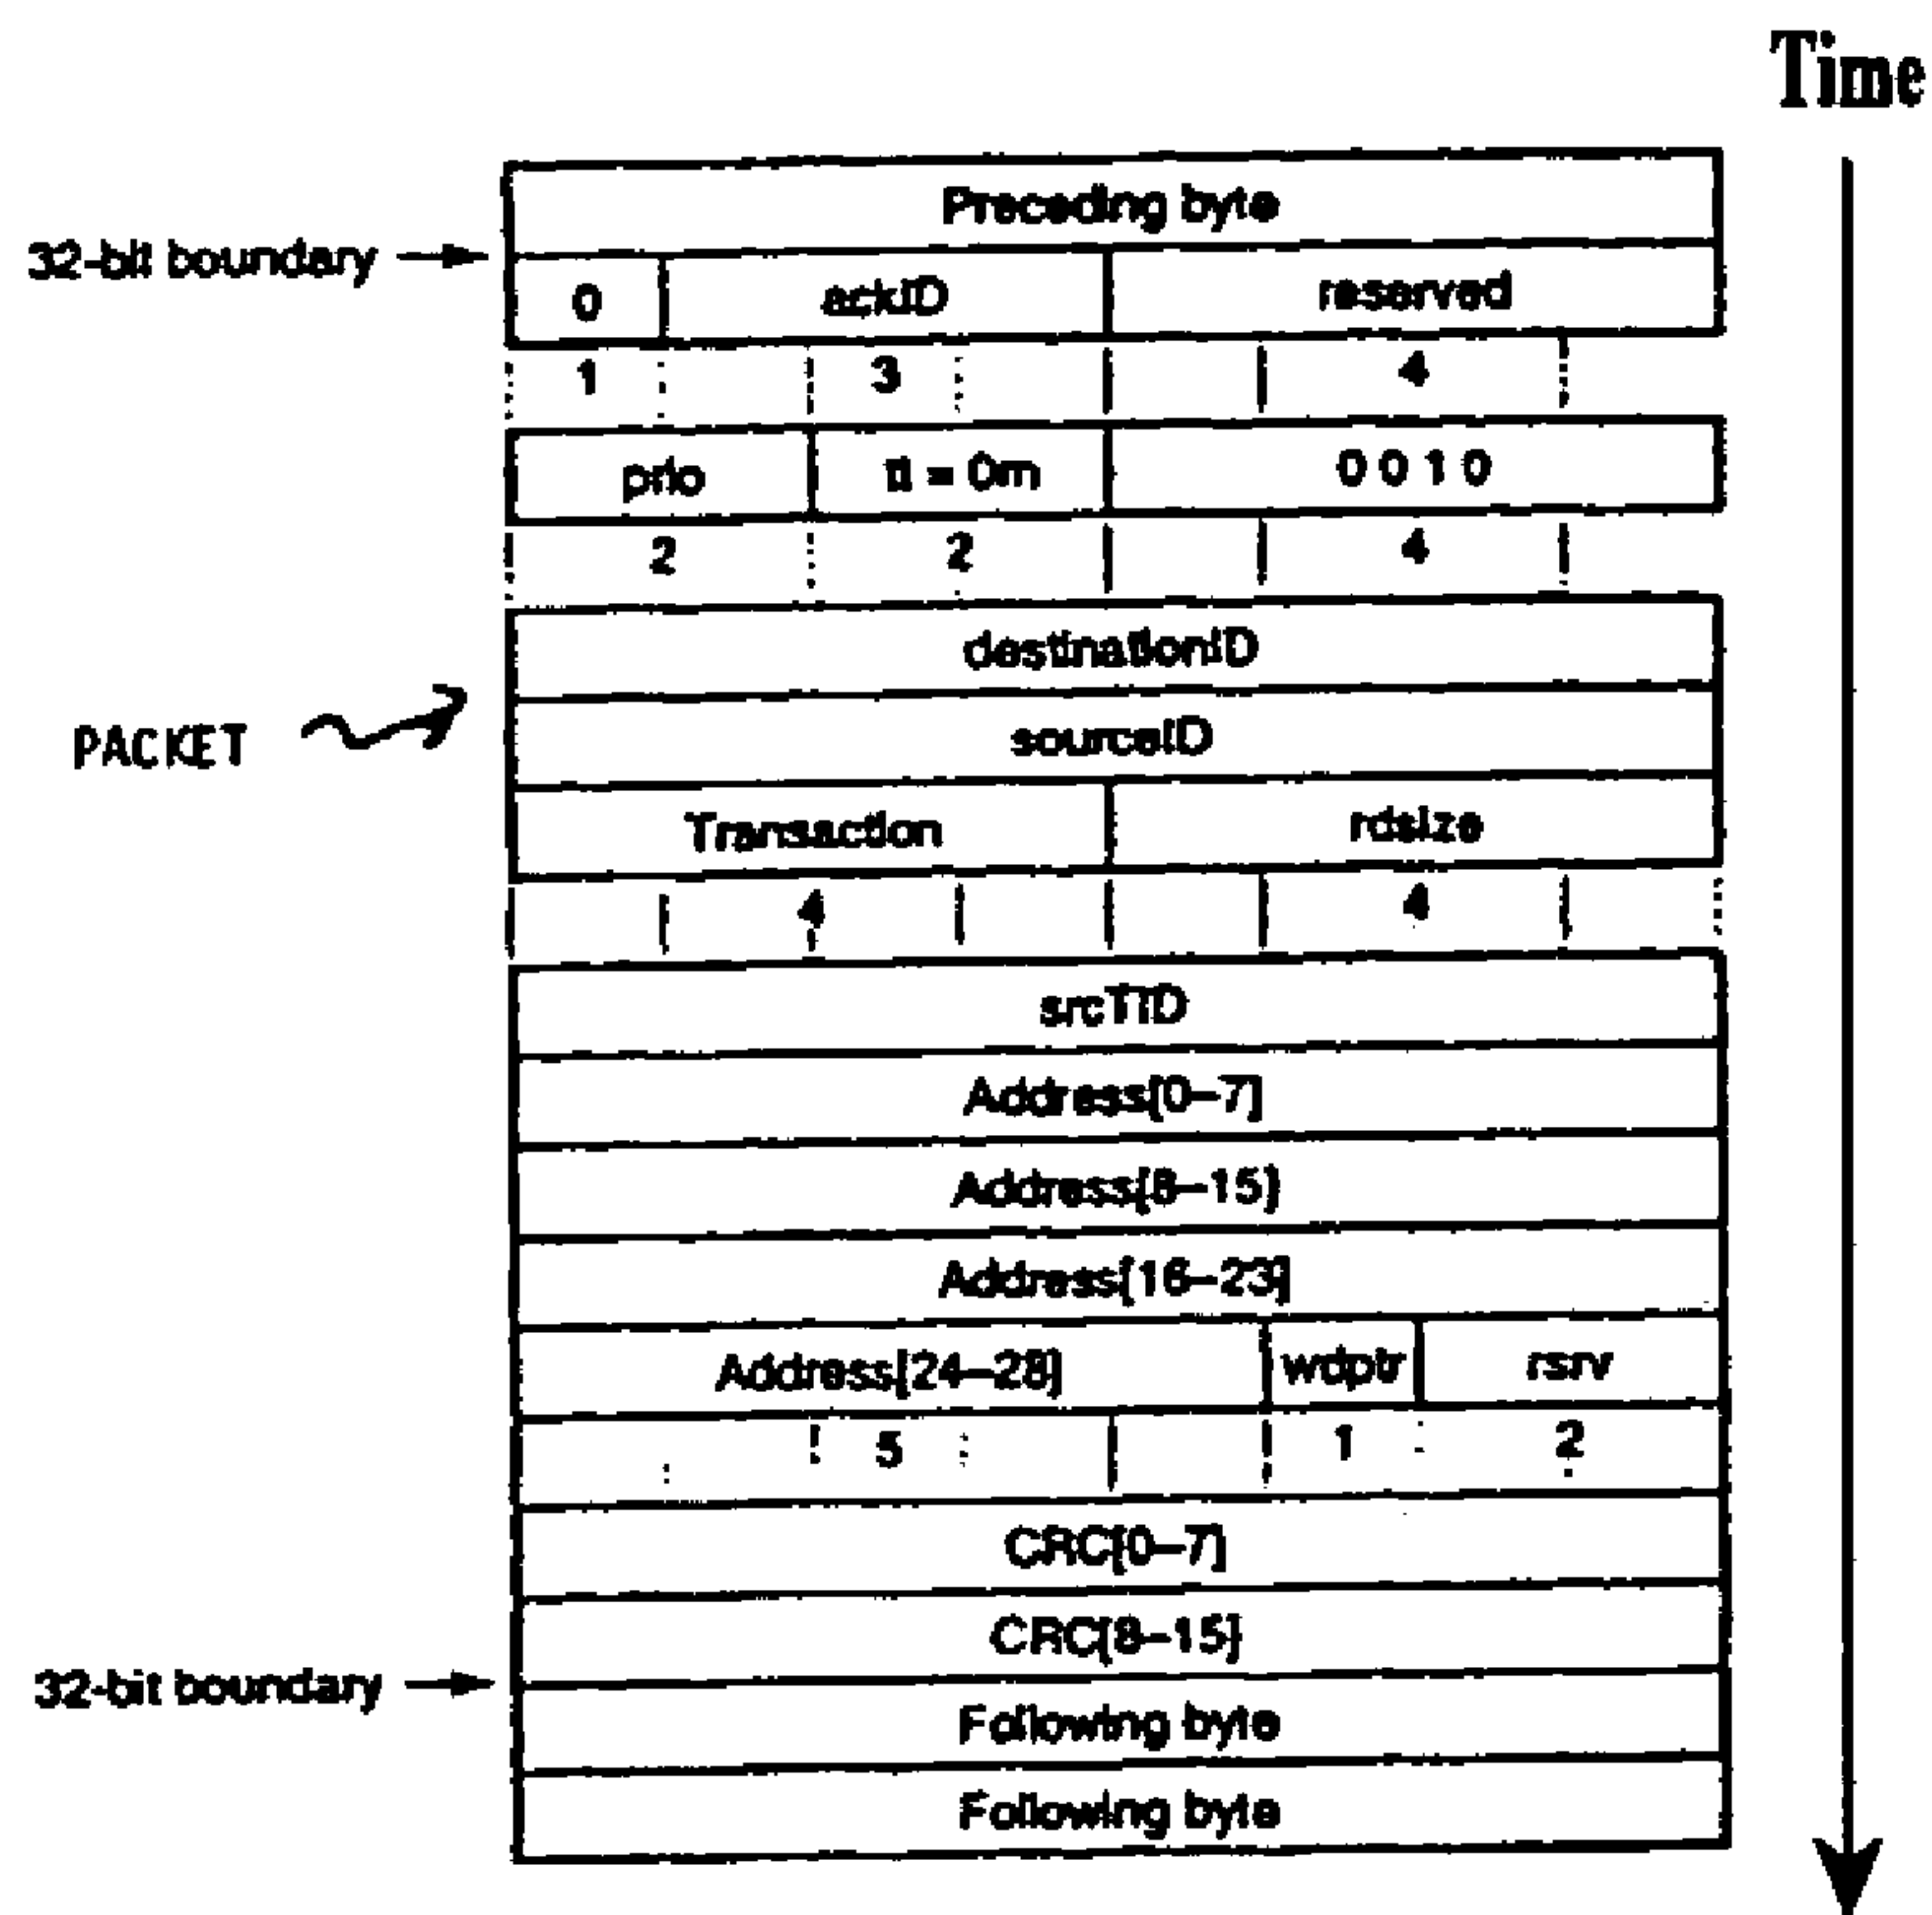 Time
Preceding byte
32-bit boundary
0 ackID reserved
1 3 4
prio tt = 0m 0 0 1 0
2 2 4
destinationID
PACKET
sourceID
Transaction rdsize
4 4
srcTID
Address[0–7]
Address[8–15]
Address[16–23]
Address[24–28] wdptr rsrv
5 1 2
CRC[0–7]
CRC[8–15]
32-bit boundary
Following byte
Following byte